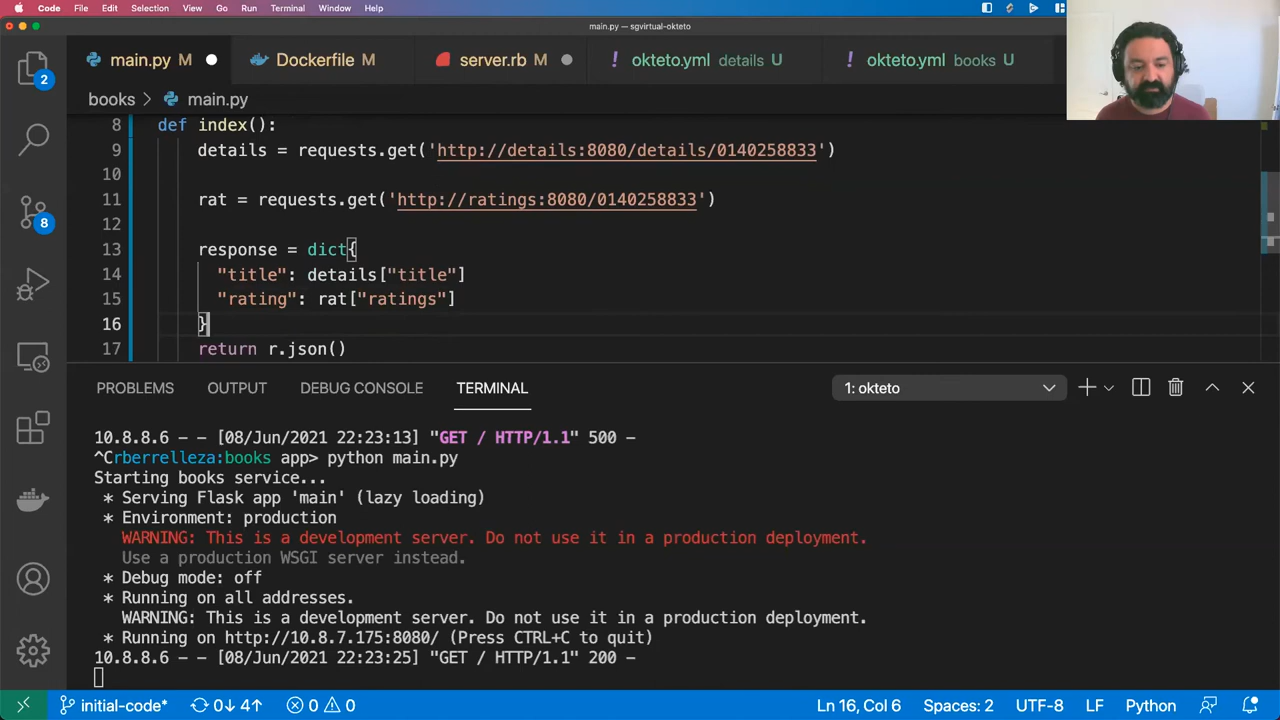 Code File Edit Selection View Go Run Terminal Window Help
main.py — sgvirtual-okteto
main.py M Dockerfile M server.rb M okteto.yml details U okteto.yml books U
books > main.py
8 def index():
9 details = requests.get('http://details:8080/details/0140258833')
10
11 rat = requests.get('http://ratings:8080/0140258833')
12
13 response = dict{
14 "title": details["title"]
15 "rating": rat["ratings"]
16 }
17 return r.json()
PROBLEMS OUTPUT DEBUG CONSOLE TERMINAL 1: okteto
10.8.8.6 - - [08/Jun/2021 22:23:13] "GET / HTTP/1.1" 500 -
^Crberrelleza:books app> python main.py
Starting books service...
* Serving Flask app 'main' (lazy loading)
* Environment: production
WARNING: This is a development server. Do not use it in a production deployment.
Use a production WSGI server instead.
* Debug mode: off
* Running on all addresses.
WARNING: This is a development server. Do not use it in a production deployment.
* Running on http://10.8.7.175:8080/ (Press CTRL+C to quit)
10.8.8.6 - - [08/Jun/2021 22:23:25] "GET / HTTP/1.1" 200 -
2
8
initial-code* 0↓ 4↑ 0 0 Ln 16, Col 6 Spaces: 2 UTF-8 LF Python